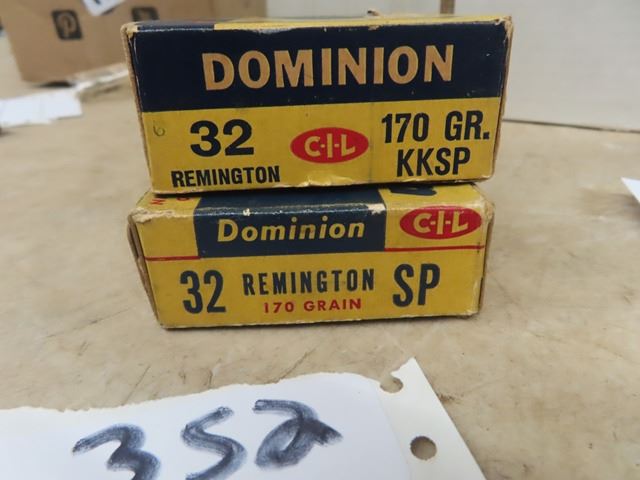 DOMINION
32 REMINGTON
C-I-L
170 GR. KKSP
Dominion
C-I-L
32 REMINGTON SP
170 GRAIN
352